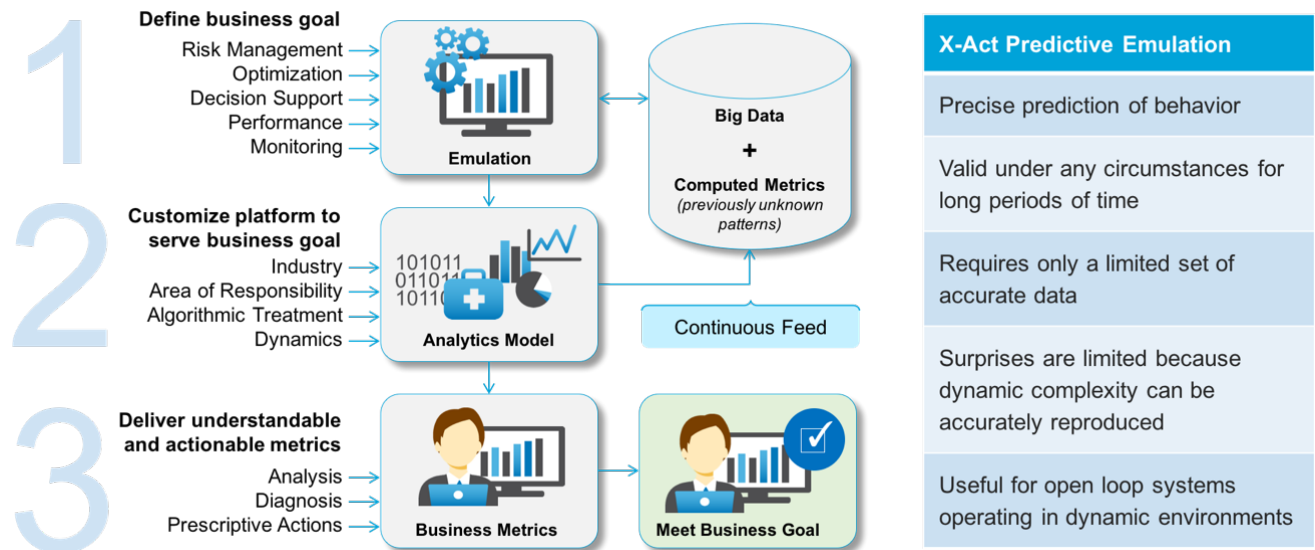 1
Define business goal
Risk Management
Optimization
Decision Support
Performance
Monitoring
Emulation
Big Data
+
Computed Metrics
(previously unknown
patterns)
2
Customize platform to
serve business goal
Industry
Area of Responsibility
Algorithmic Treatment
Dynamics
101011
011011
10110
Analytics Model
Continuous Feed
3
Deliver understandable
and actionable metrics
Analysis
Diagnosis
Prescriptive Actions
Business Metrics
Meet Business Goal
X-Act Predictive Emulation
Precise prediction of behavior
Valid under any circumstances for
long periods of time
Requires only a limited set of
accurate data
Surprises are limited because
dynamic complexity can be
accurately reproduced
Useful for open loop systems
operating in dynamic environments